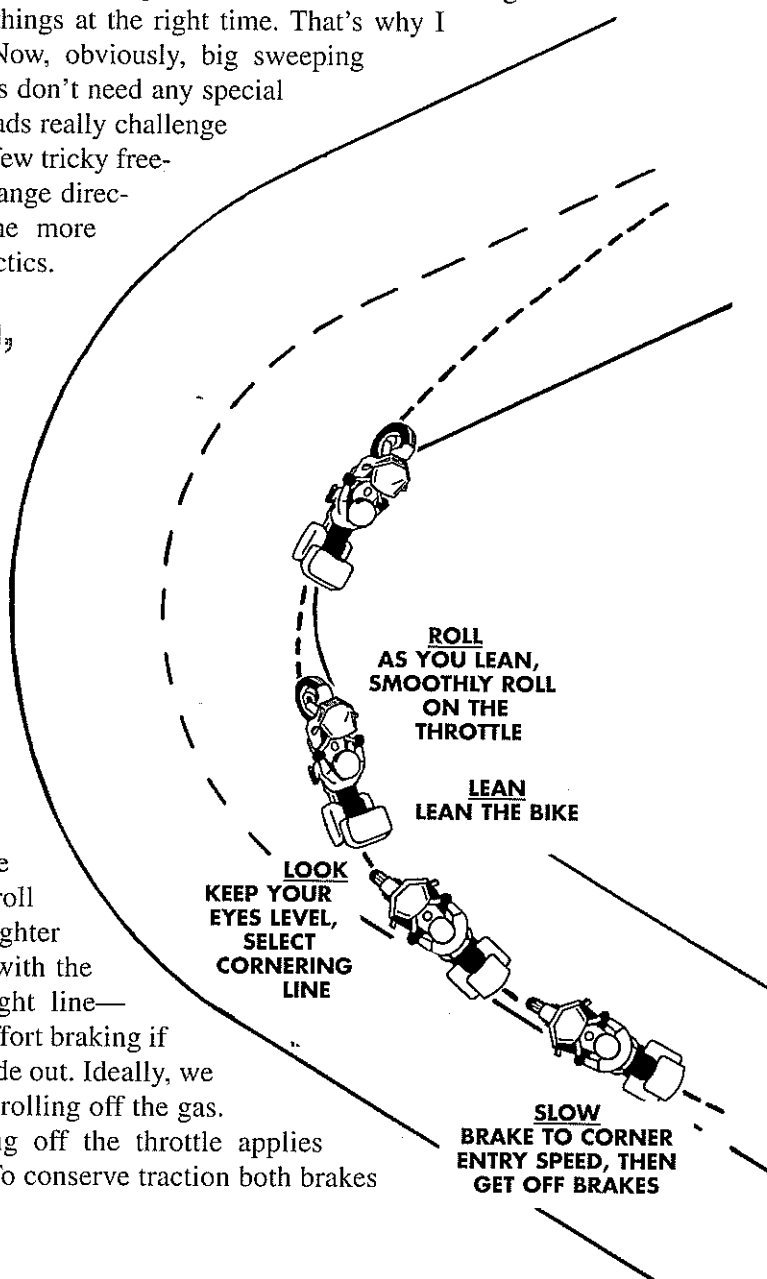 hings at the right time. That's why I
Now, obviously, big sweeping
s don't need any special
ads really challenge
few tricky free-
ange direc-
ne more
ctics.
,
ROLL
AS YOU LEAN,
SMOOTHLY ROLL
ON THE
THROTTLE
LEAN
LEAN THE BIKE
LOOK
KEEP YOUR
EYES LEVEL,
SELECT
CORNERING
LINE
SLOW
BRAKE TO CORNER
ENTRY SPEED, THEN
GET OFF BRAKES
e
roll
ghter
with the
ght line—
ffort braking if
de out. Ideally, we
rolling off the gas.
ng off the throttle applies
To conserve traction both brakes